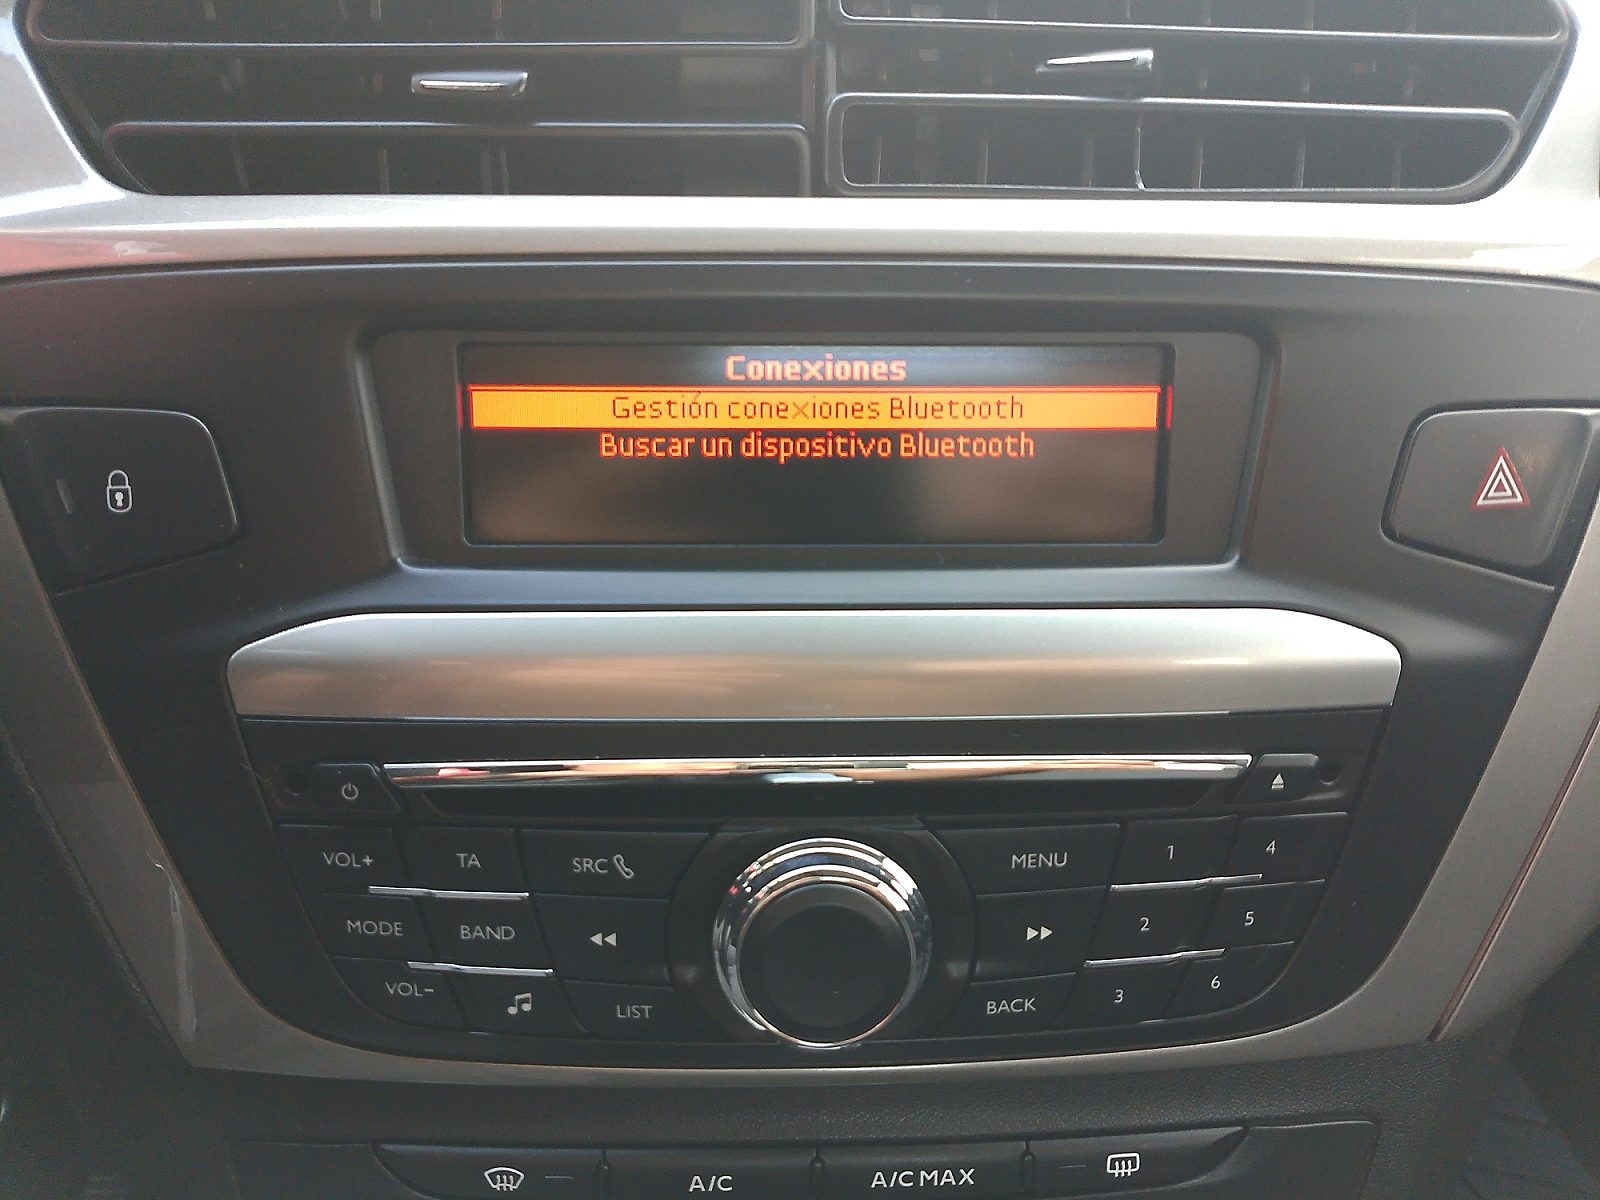 Conexiones
Gestión conexiones Bluetooth
Buscar un dispositivo Bluetooth
VOL+ TA SRC MENU 1 4
MODE BAND 2 5
VOL- LIST BACK 3 6
A/C A/C MAX